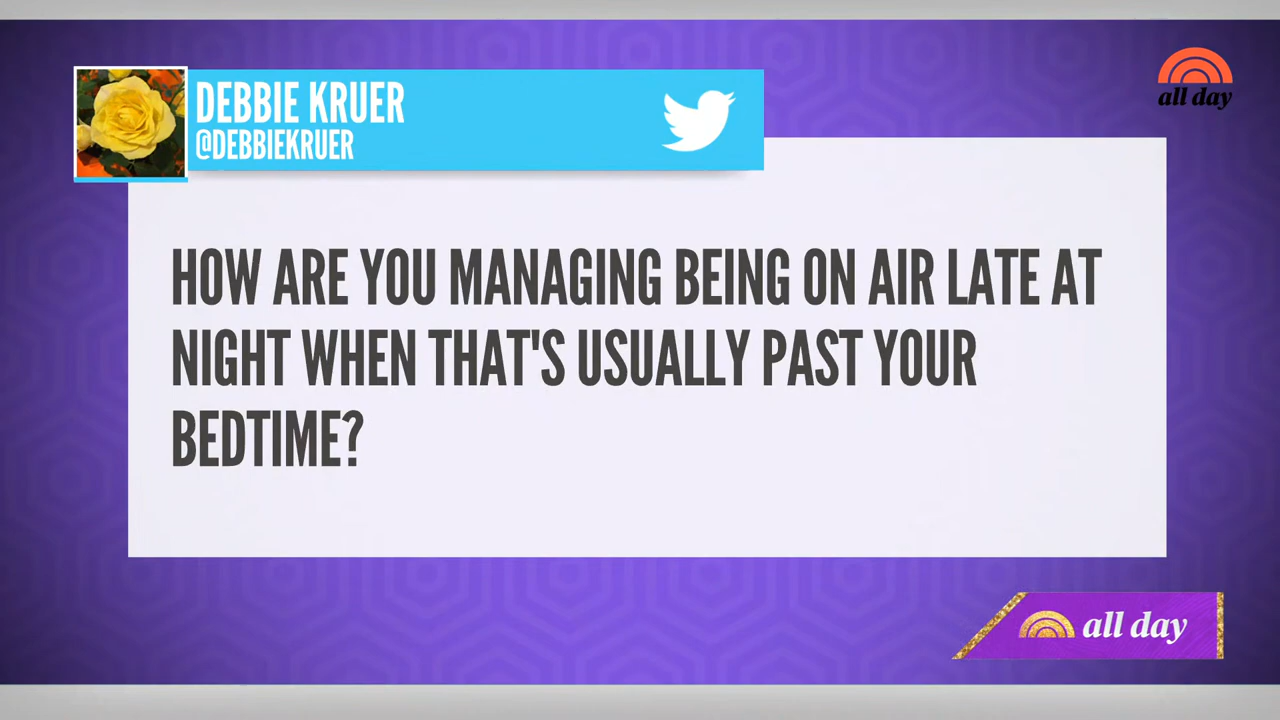 DEBBIE KRUER
@DEBBIEKRUER
all day
HOW ARE YOU MANAGING BEING ON AIR LATE AT
NIGHT WHEN THAT'S USUALLY PAST YOUR
BEDTIME?
all day